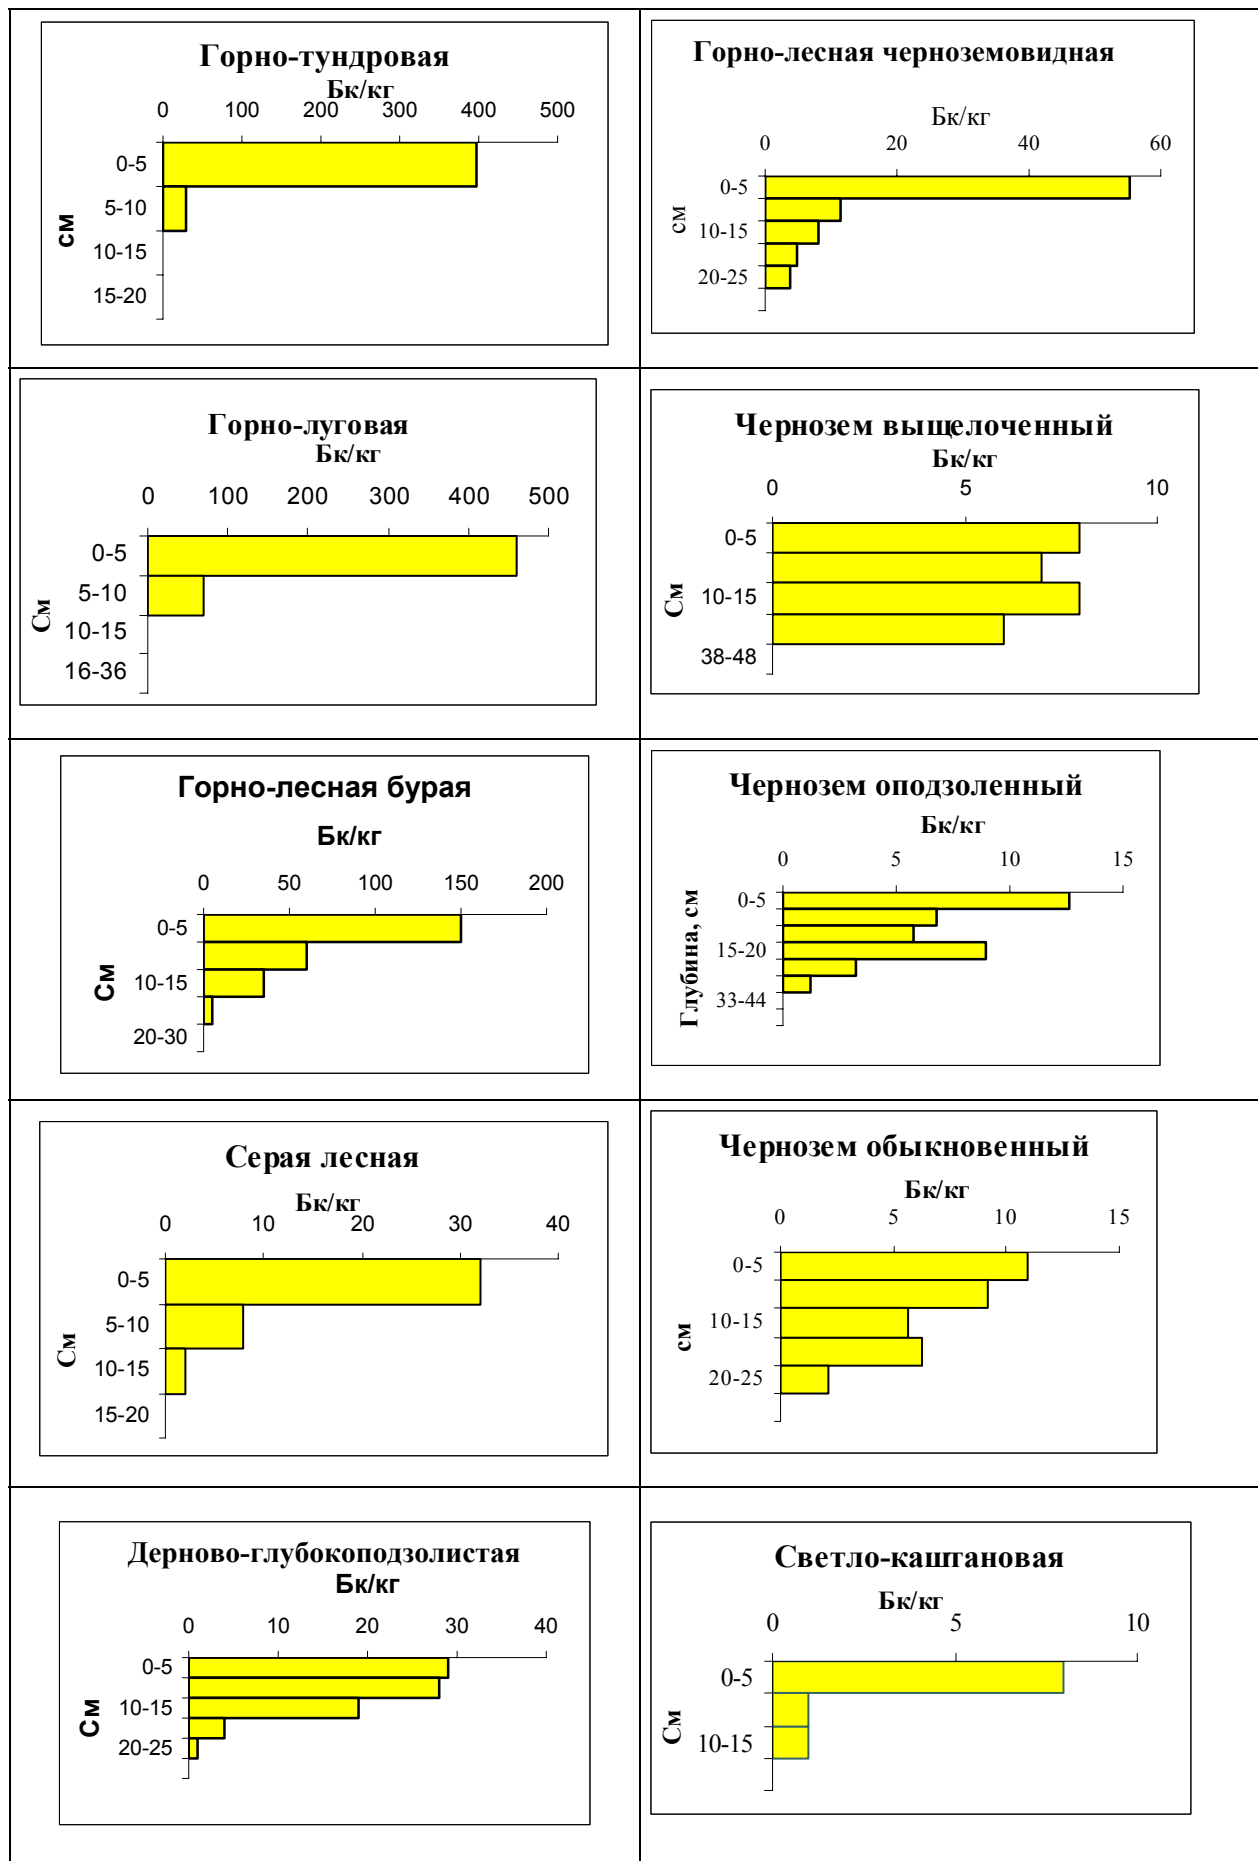 Горно-тундровая
Бк/кг
0 100 200 300 400 500
0-5
5-10
10-15
15-20
см
Горно-лесная черноземовидная
Бк/кг
0 20 40 60
0-5
10-15
20-25
см
Горно-луговая
Бк/кг
0 100 200 300 400 500
0-5
5-10
10-15
16-36
См
Чернозем выщелоченный
Бк/кг
0 5 10
0-5
10-15
38-48
См
Горно-лесная бурая
Бк/кг
0 50 100 150 200
0-5
10-15
20-30
См
Чернозем оподзоленный
Бк/кг
0 5 10 15
0-5
15-20
33-44
Глубина, см
Серая лесная
Бк/кг
0 10 20 30 40
0-5
5-10
10-15
15-20
См
Чернозем обыкновенный
Бк/кг
0 5 10 15
0-5
10-15
20-25
см
Дерново-глубокоподзолистая
Бк/кг
0 10 20 30 40
0-5
10-15
20-25
См
Светло-каштановая
Бк/кг
0 5 10
0-5
10-15
См